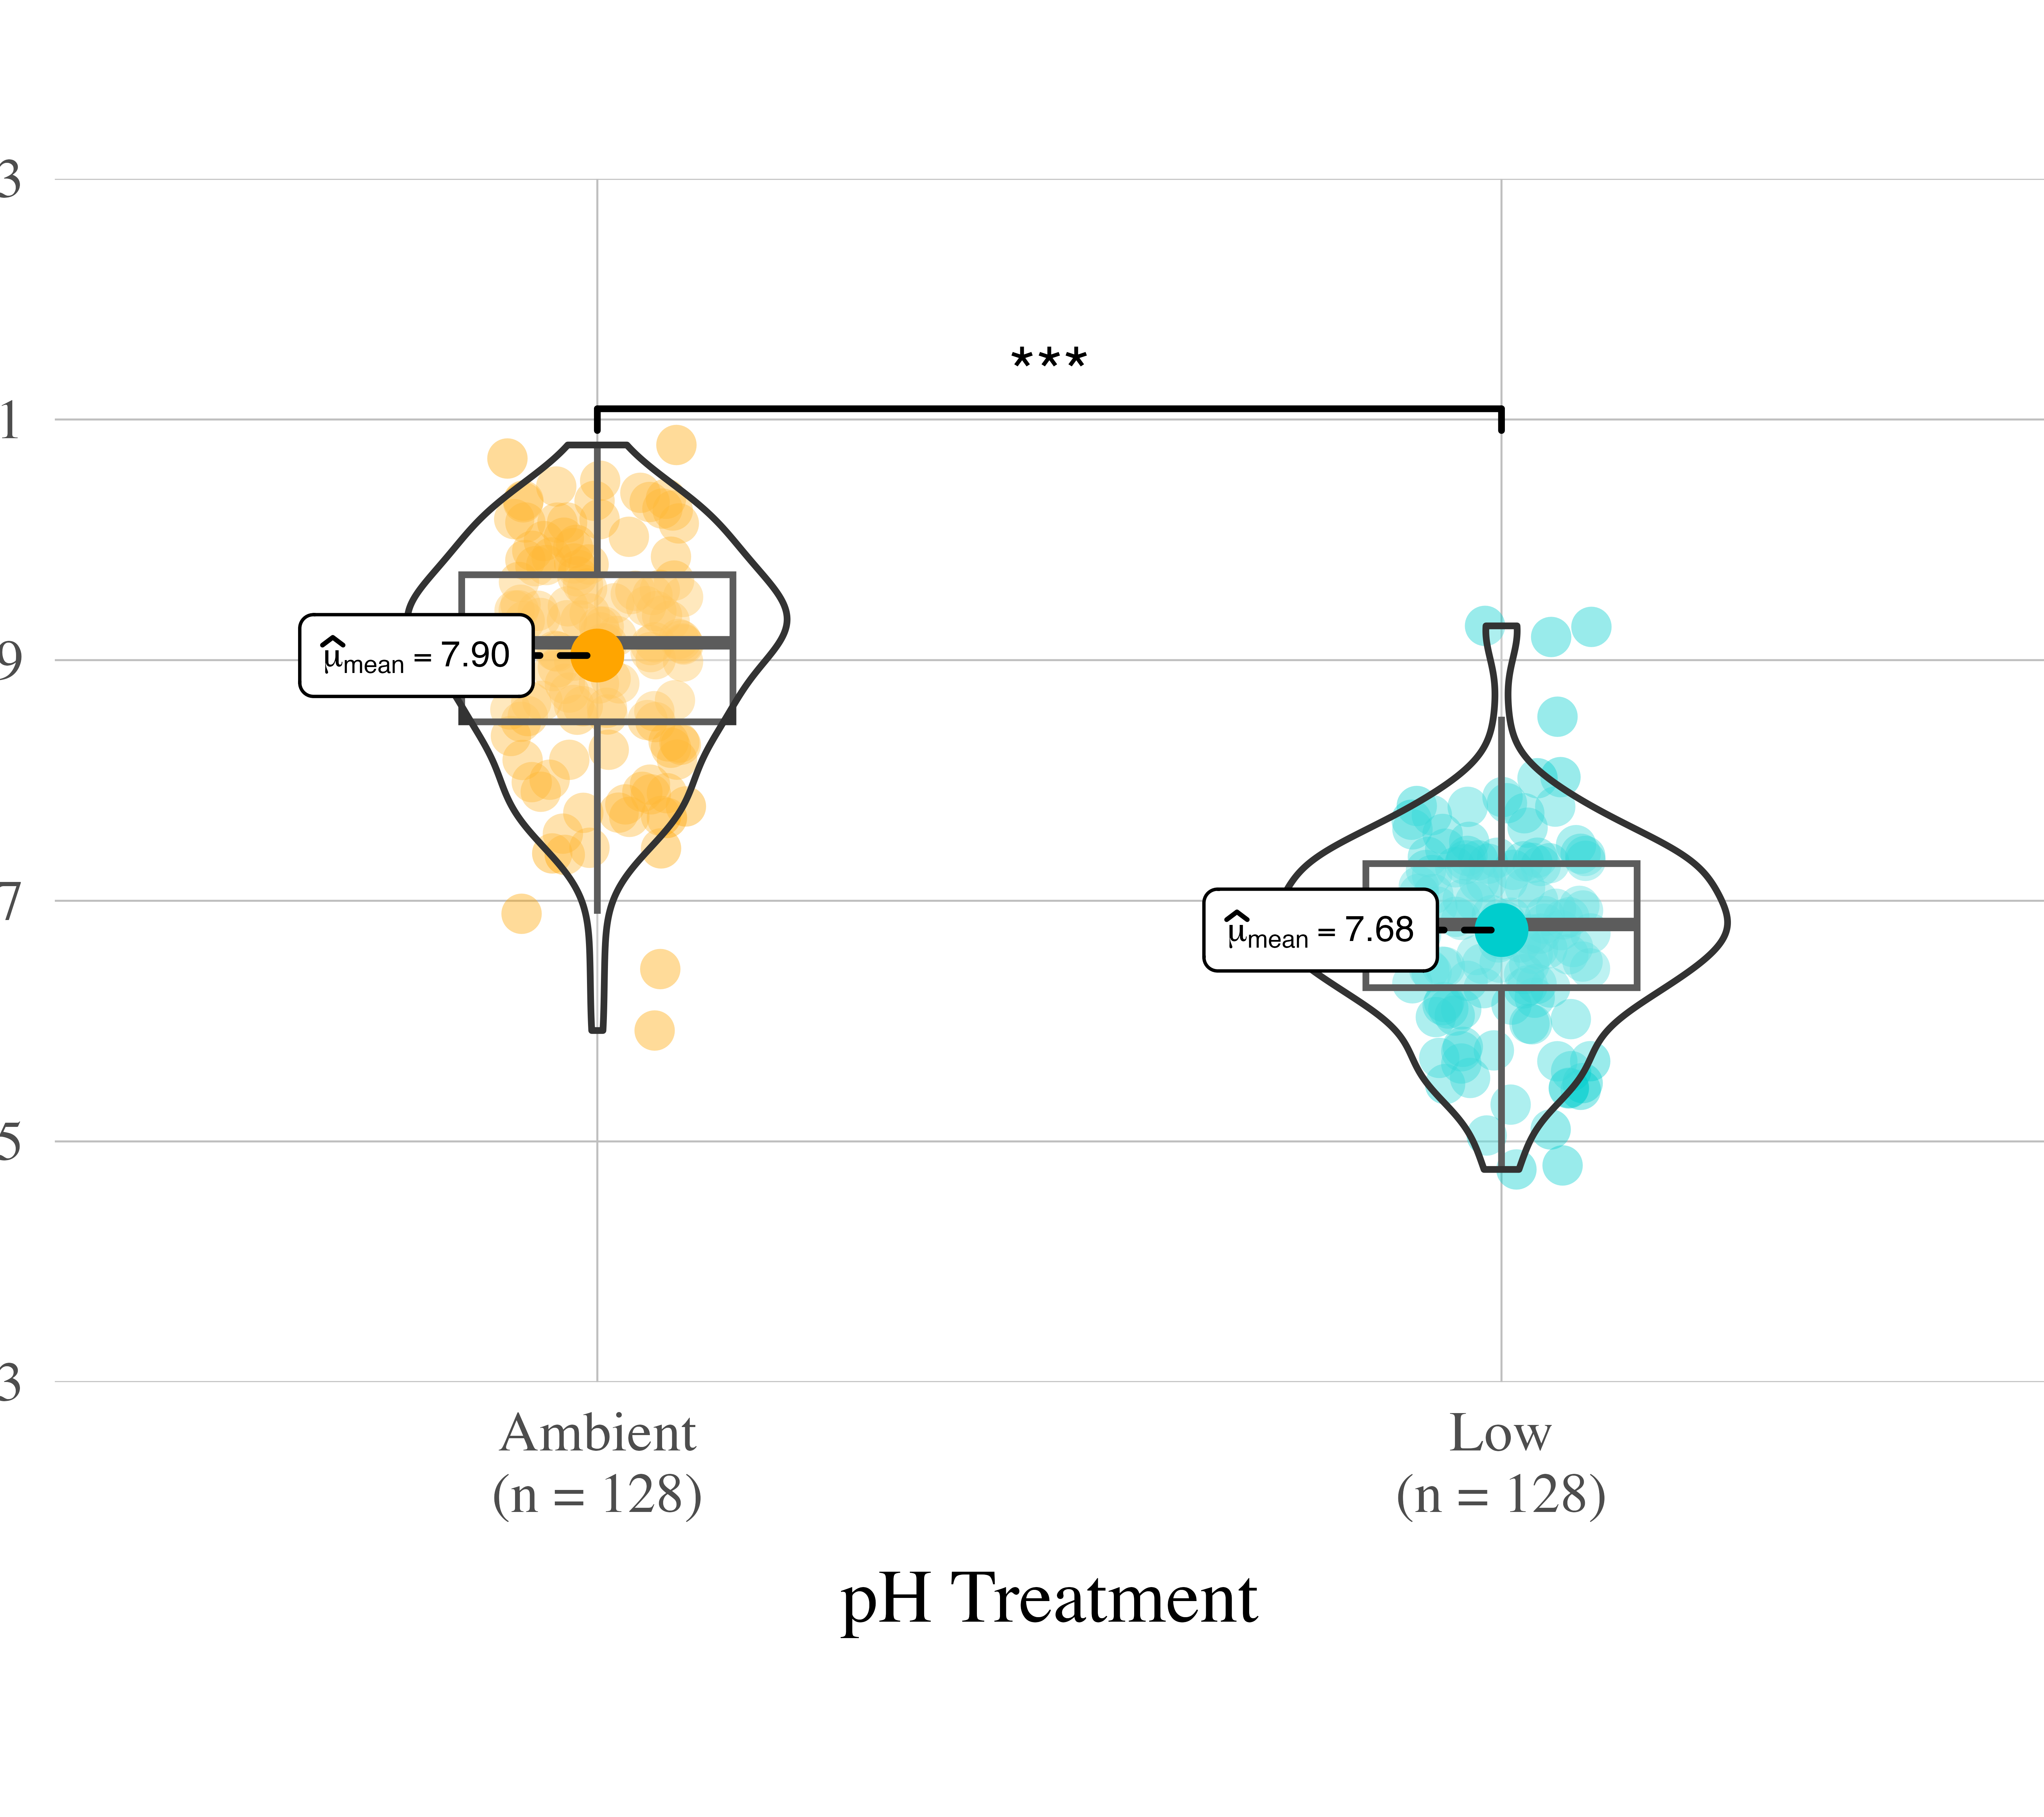 3
***
1
μ̂mean = 7.90
9
μ̂mean = 7.68
7
5
3
Ambient
(n = 128)
Low
(n = 128)
pH Treatment